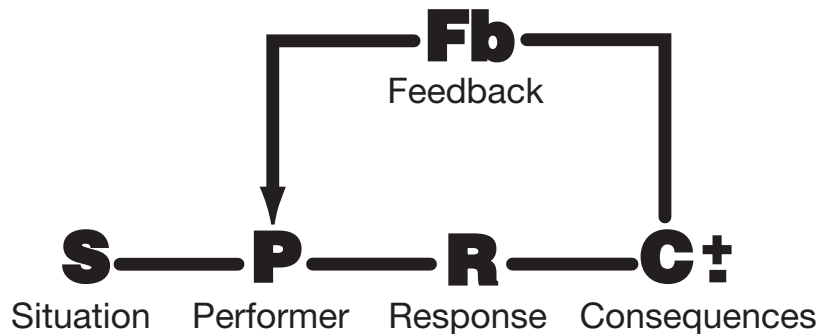 Fb
Feedback
S P R C ±
Situation Performer Response Consequences